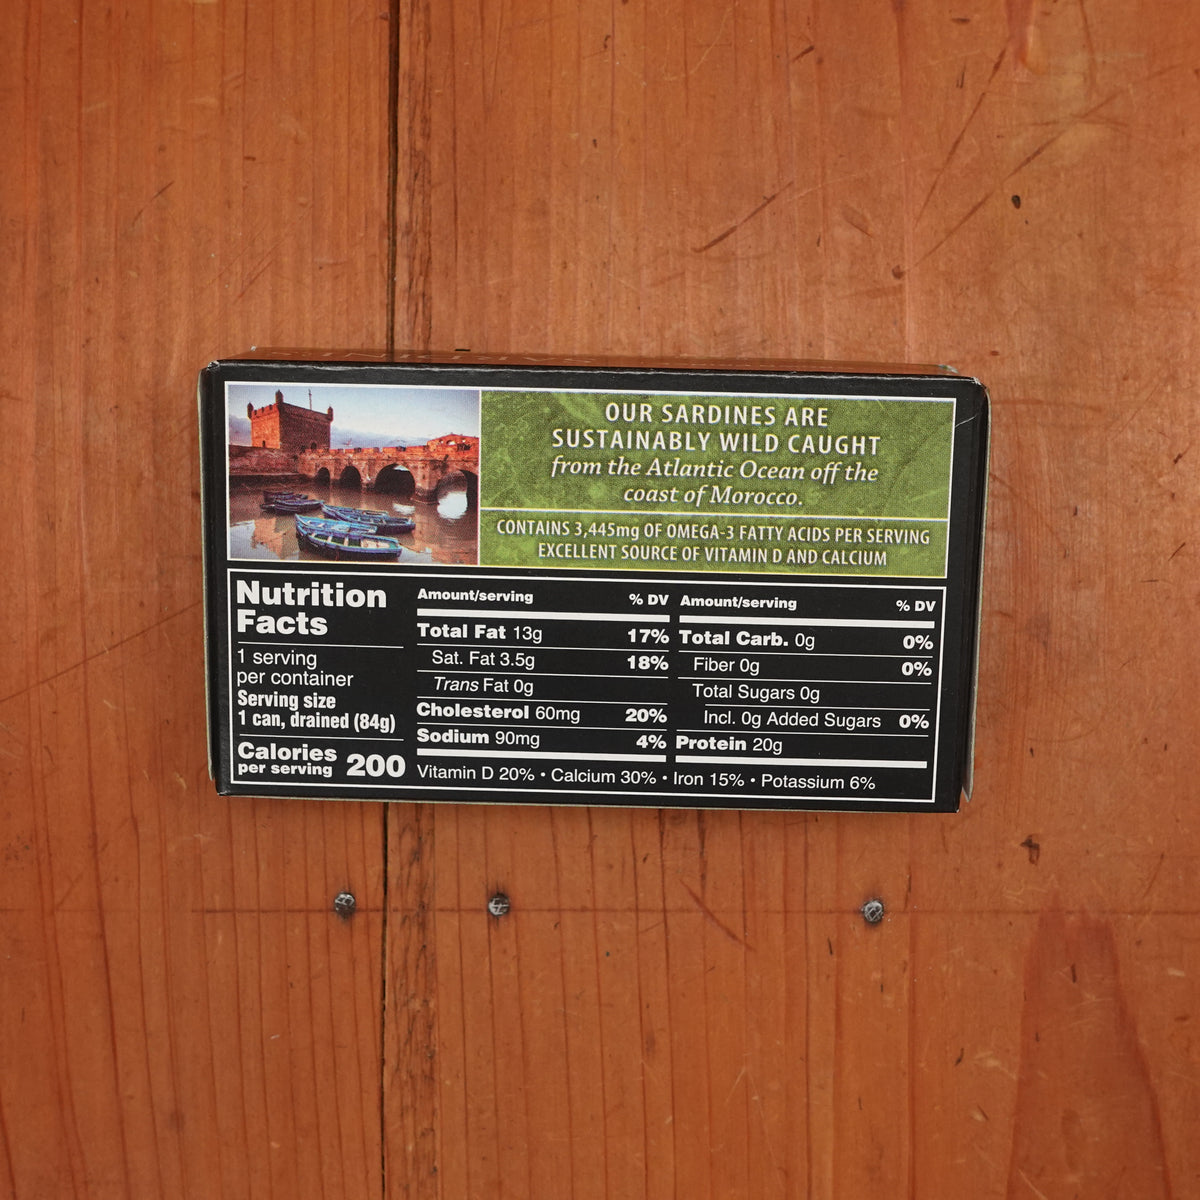 OUR SARDINES ARE
SUSTAINABLY WILD CAUGHT
from the Atlantic Ocean off the
coast of Morocco.
CONTAINS 3,445mg OF OMEGA-3 FATTY ACIDS PER SERVING
EXCELLENT SOURCE OF VITAMIN D AND CALCIUM
Nutrition
Facts
1 serving
per container
Serving size
1 can, drained (84g)
Calories
per serving 200
Amount/serving % DV
Total Fat 13g 17%
Sat. Fat 3.5g 18%
Trans Fat 0g
Cholesterol 60mg 20%
Sodium 90mg 4%
Amount/serving % DV
Total Carb. 0g 0%
Fiber 0g 0%
Total Sugars 0g
Incl. 0g Added Sugars 0%
Protein 20g
Vitamin D 20% • Calcium 30% • Iron 15% • Potassium 6%